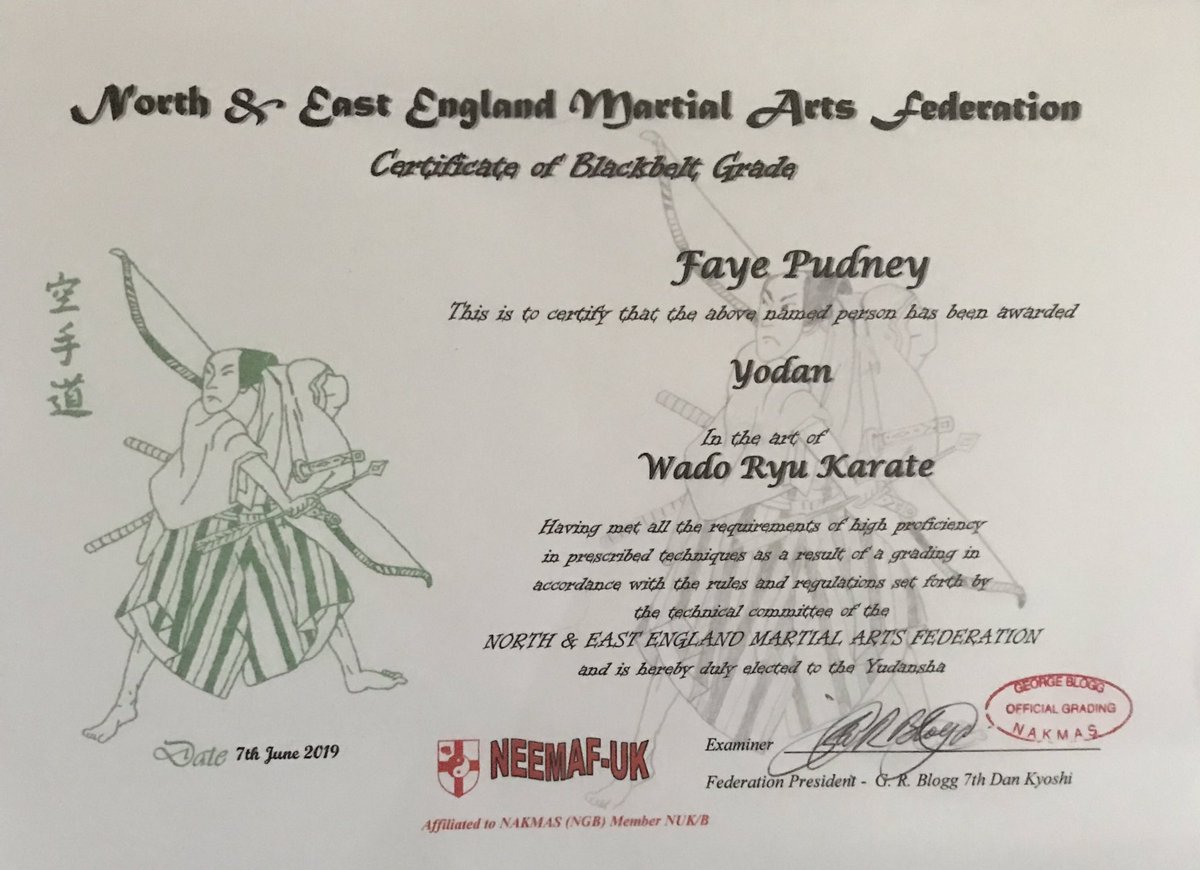 North & East England Martial Arts Federation
Certificate of Blackbelt Grade
空手道
Faye Pudney
This is to certify that the above named person has been awarded
Yodan
In the art of
Wado Ryu Karate
Having met all the requirements of high proficiency
in prescribed techniques as a result of a grading in
accordance with the rules and regulations set forth by
the technical committee of the
NORTH & EAST ENGLAND MARTIAL ARTS FEDERATION
and is hereby duly elected to the Yudansha
GEORGE BLOGG
OFFICIAL GRADING
NAKMAS
Date 7th June 2019
NEEMAF-UK
Examiner G R Blogg
Federation President - G. R. Blogg 7th Dan Kyoshi
Affiliated to NAKMAS (NGB) Member NUK/B